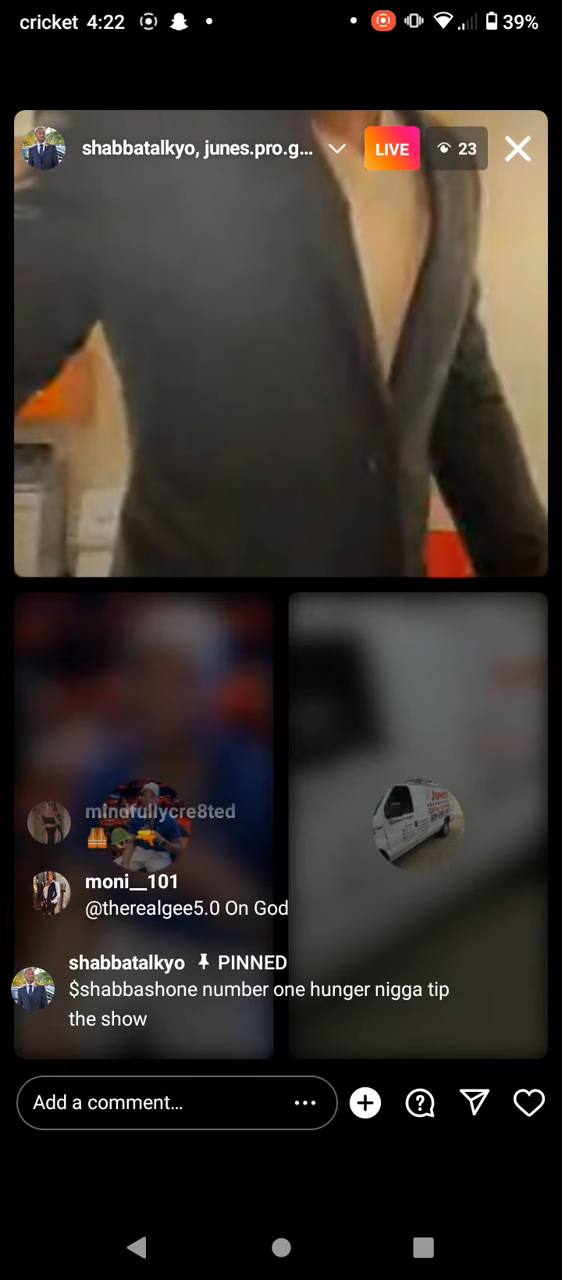 cricket 4:22 39%
shabbatalkyo, junes.pro.g... LIVE 23
mindfullycre8ted
moni__101
@therealgee5.0 On God
shabbatalkyo PINNED
$shabbashone number one hunger nigga tip
the show
Add a comment...